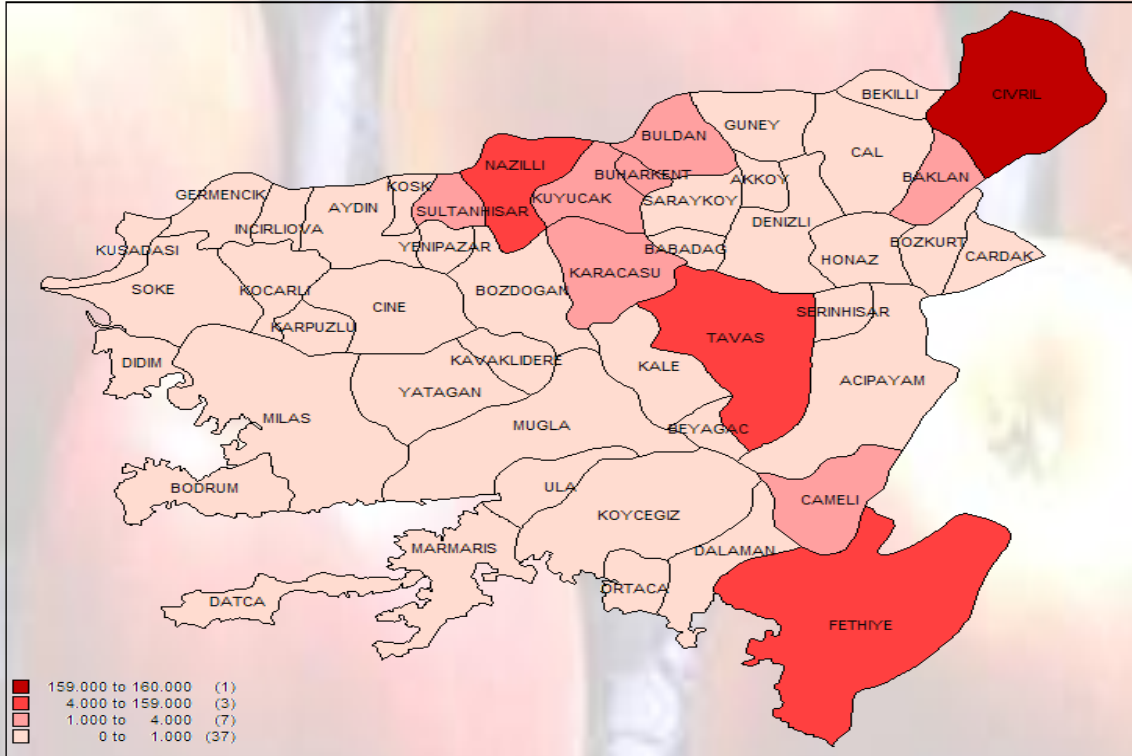 CIVRIL
BEKILLI
GUNEY
BULDAN
CAL
NAZILLI
BUHARKENT
AKKOY
BAKLAN
GERMENCIK
KOSK
AYDIN
SULTANHISAR
KUYUCAK
SARAYKOY
DENIZLI
INCIRLIOVA
KUSADASI
YENIPAZAR
BABADAG
BOZKURT
HONAZ
CARDAK
KARACASU
SOKE
KOCARLI
BOZDOGAN
CINE
SERINHISAR
KARPUZLU
TAVAS
DIDIM
KAVAKLIDERE
KALE
YATAGAN
ACIPAYAM
MILAS
MUGLA
BEYAGAC
BODRUM
ULA
CAMELI
KOYCEGIZ
MARMARIS
DALAMAN
ORTACA
DATCA
FETHIYE
159.000 to 160.000 (1)
4.000 to 159.000 (3)
1.000 to 4.000 (7)
0 to 1.000 (37)